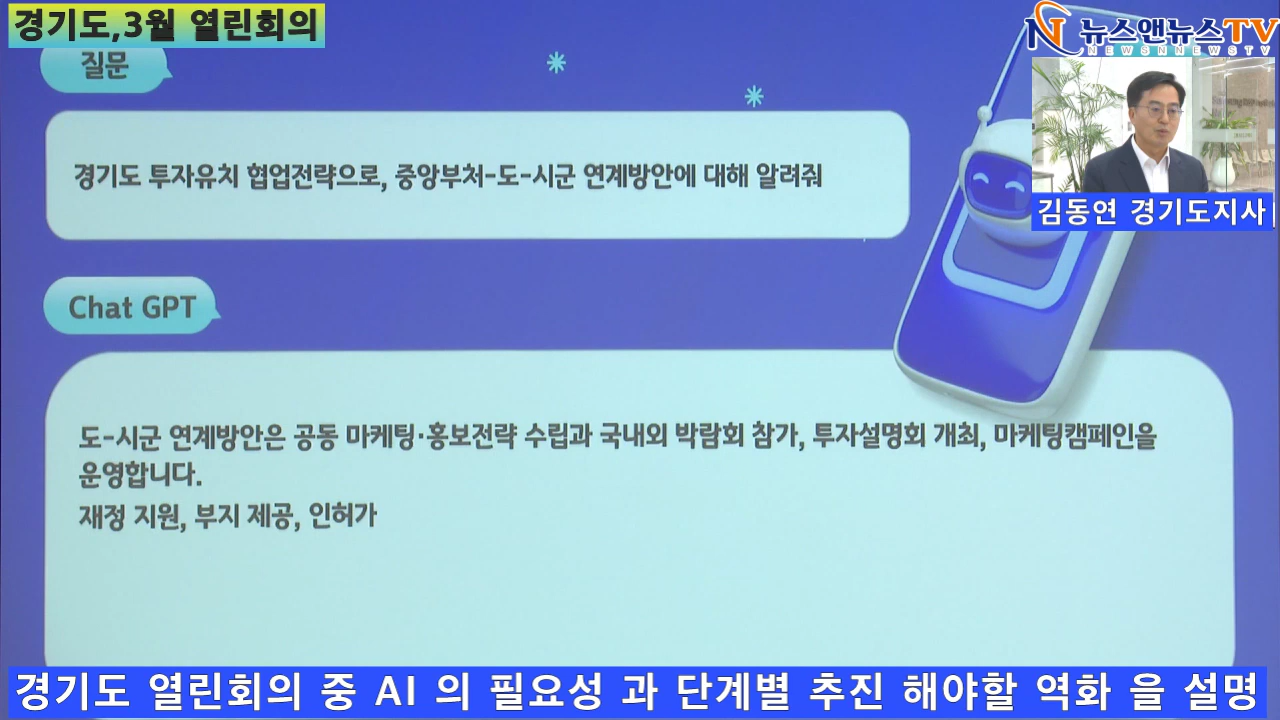 경기도,3월 열린회의
뉴스앤뉴스TV
NEWSNNEWSTV
질문
경기도 투자유치 협업전략으로, 중앙부처-도-시군 연계방안에 대해 알려줘
김동연 경기도지사
Chat GPT
도-시군 연계방안은 공동 마케팅·홍보전략 수립과 국내외 박람회 참가, 투자설명회 개최, 마케팅캠페인을
운영합니다.
재정 지원, 부지 제공, 인허가
경기도 열린회의 중 AI 의 필요성 과 단계별 추진 해야할 역화 을 설명